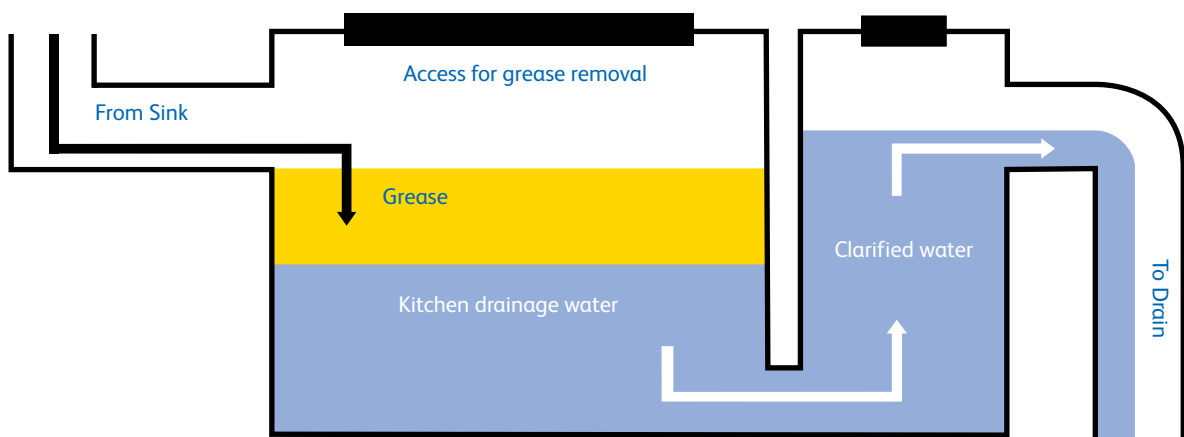 Access for grease removal
From Sink
Grease
Kitchen drainage water
Clarified water
To Drain